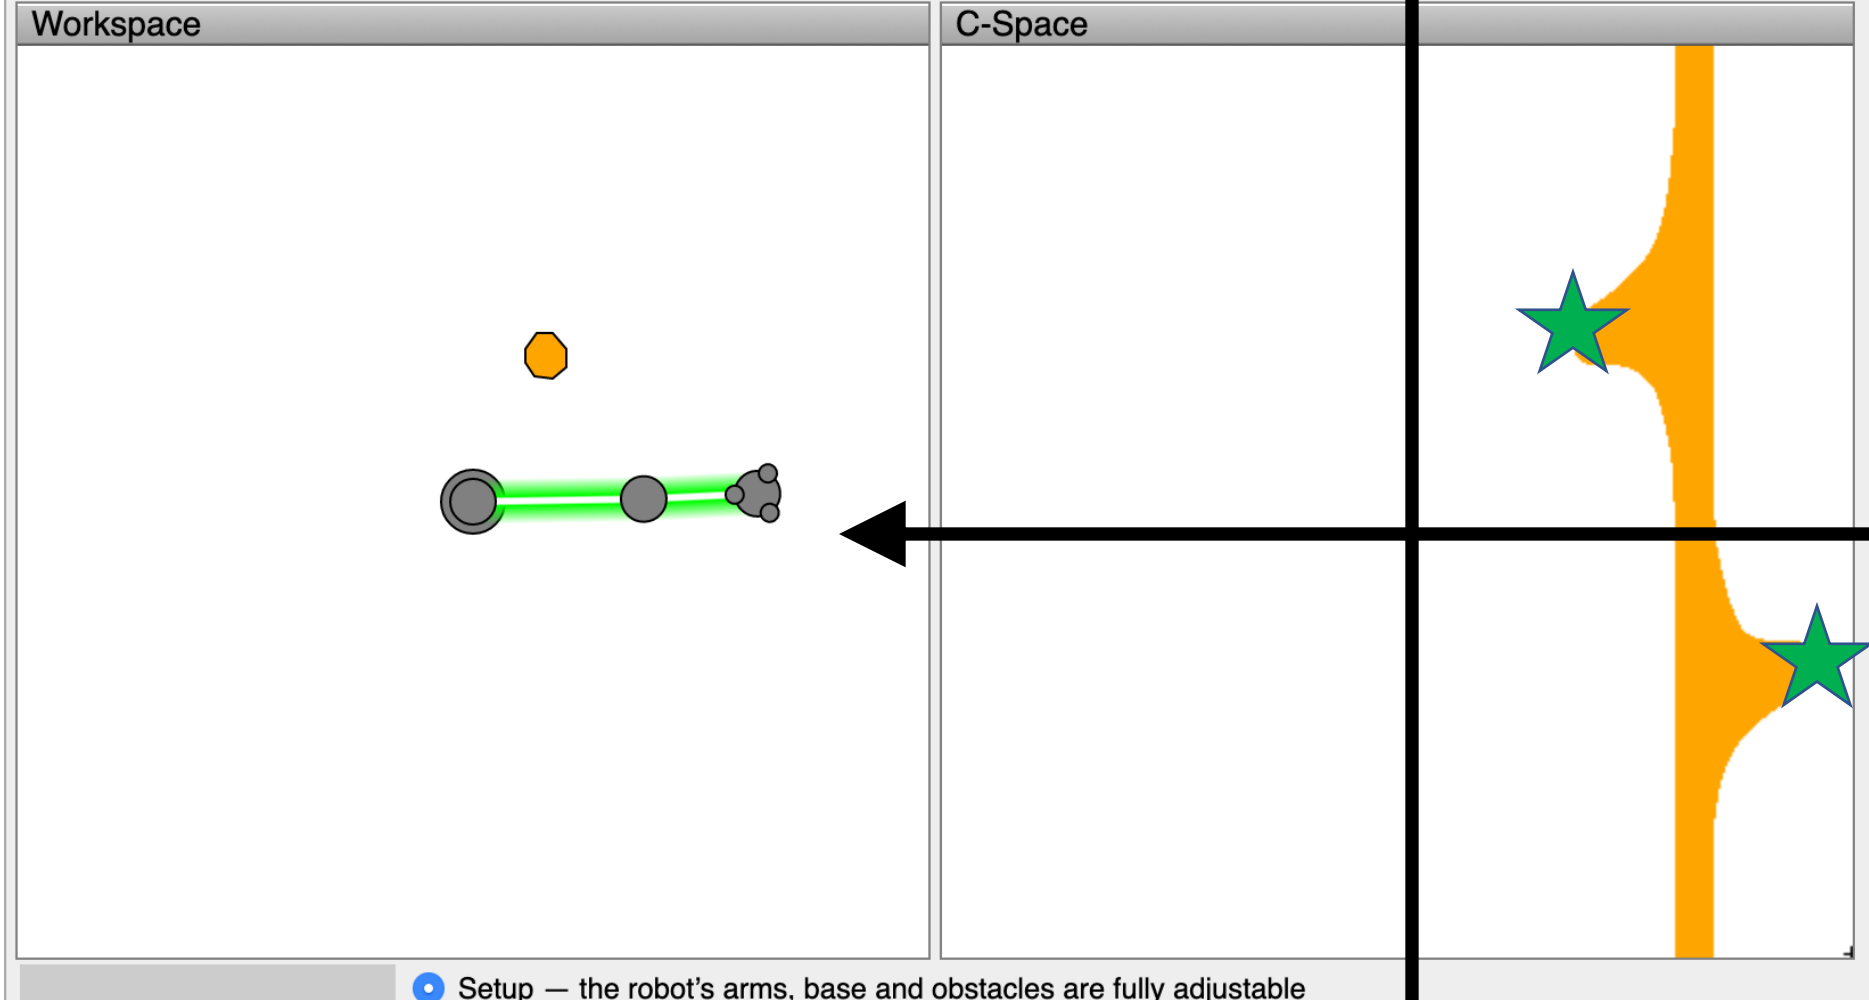 Workspace
C-Space
Setup — the robot's arms, base and obstacles are fully adjustable